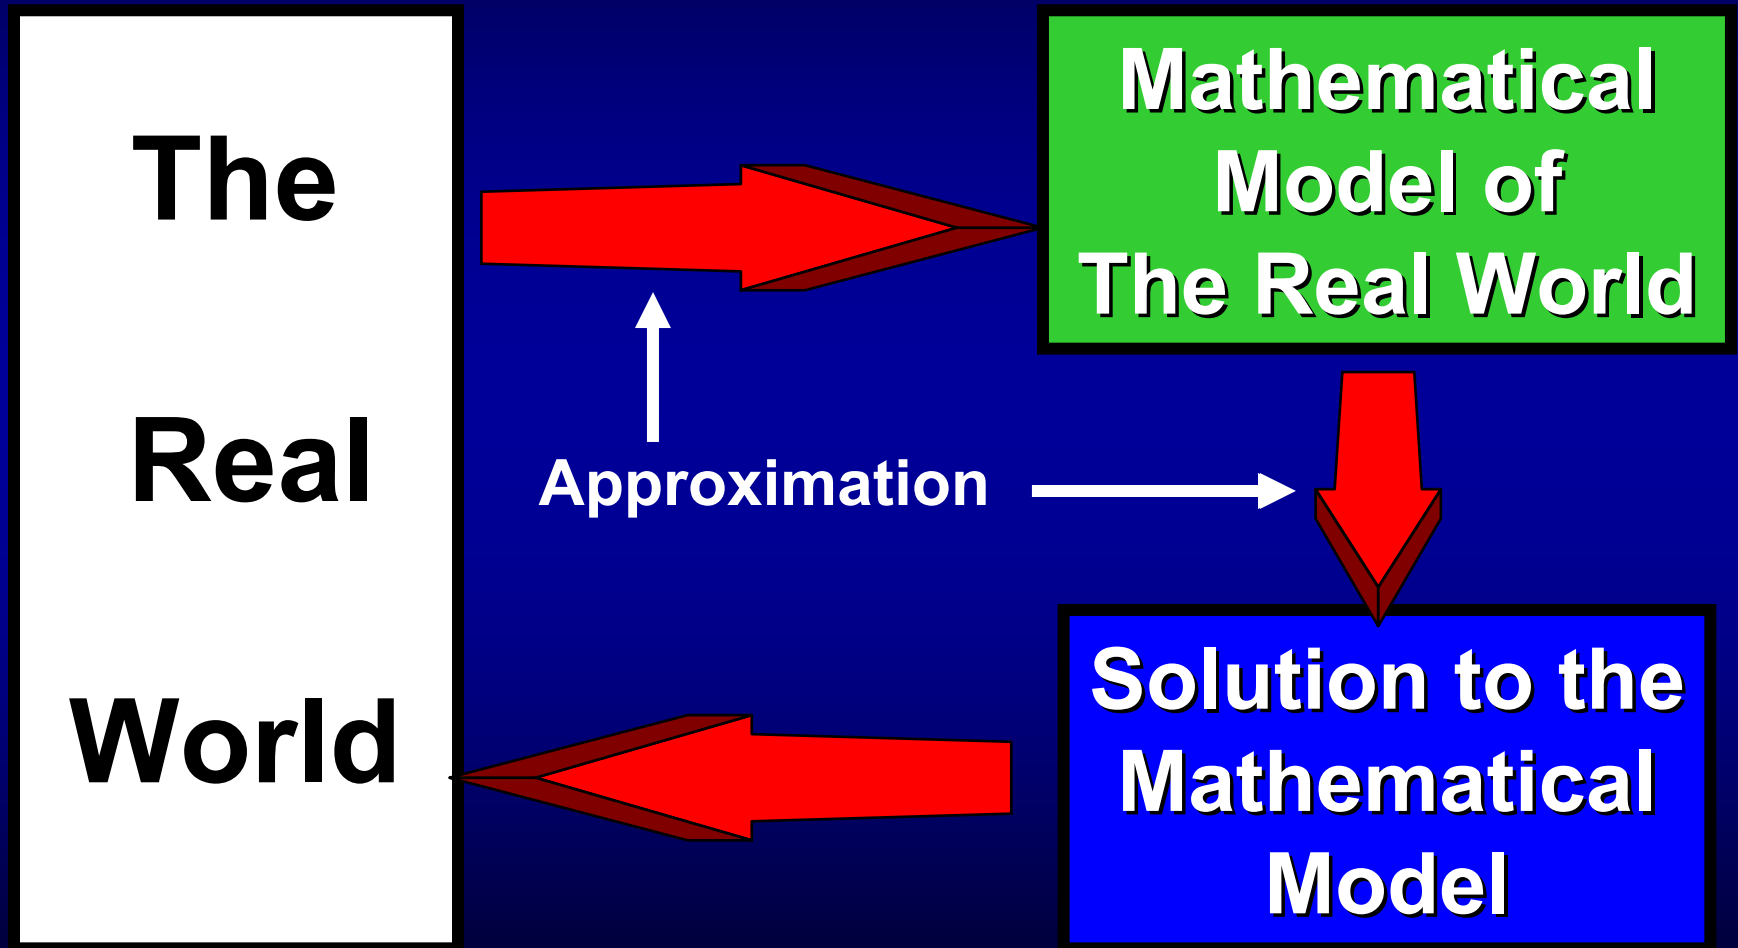 The
Real
World
Mathematical
Model of
The Real World
Approximation
Solution to the
Mathematical
Model